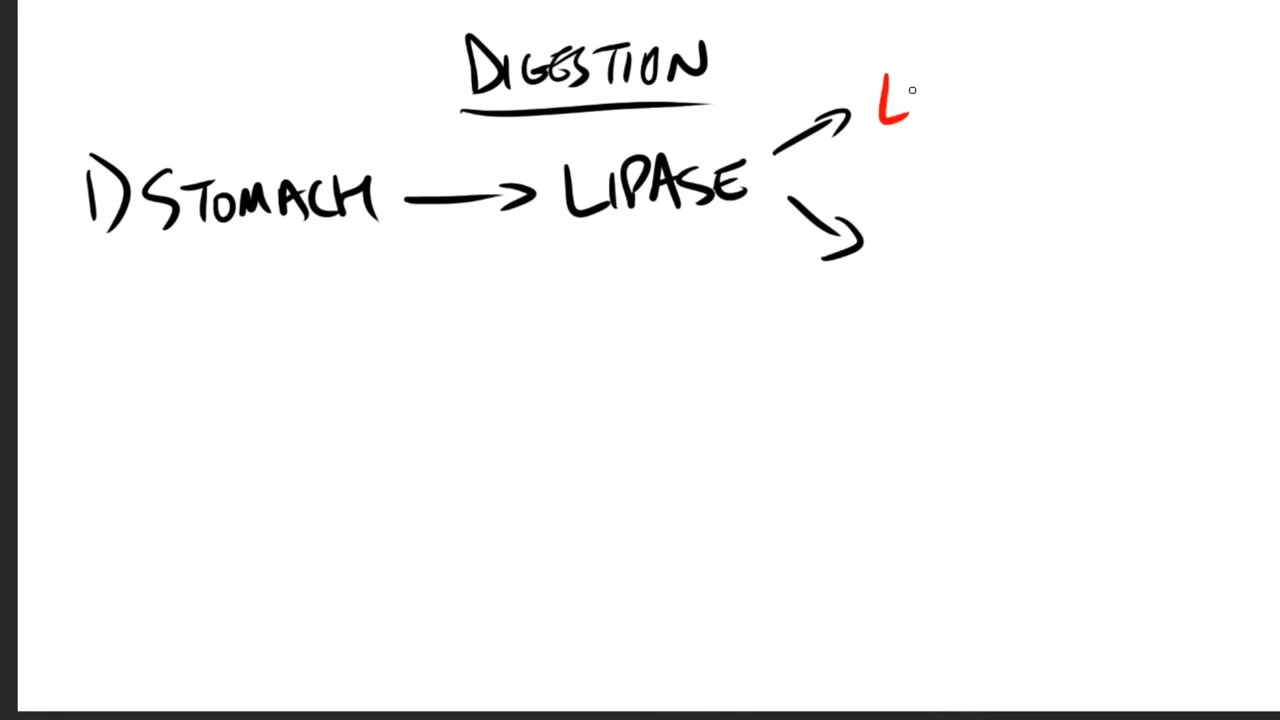 DIGESTION
L
1) STOMACH → LIPASE